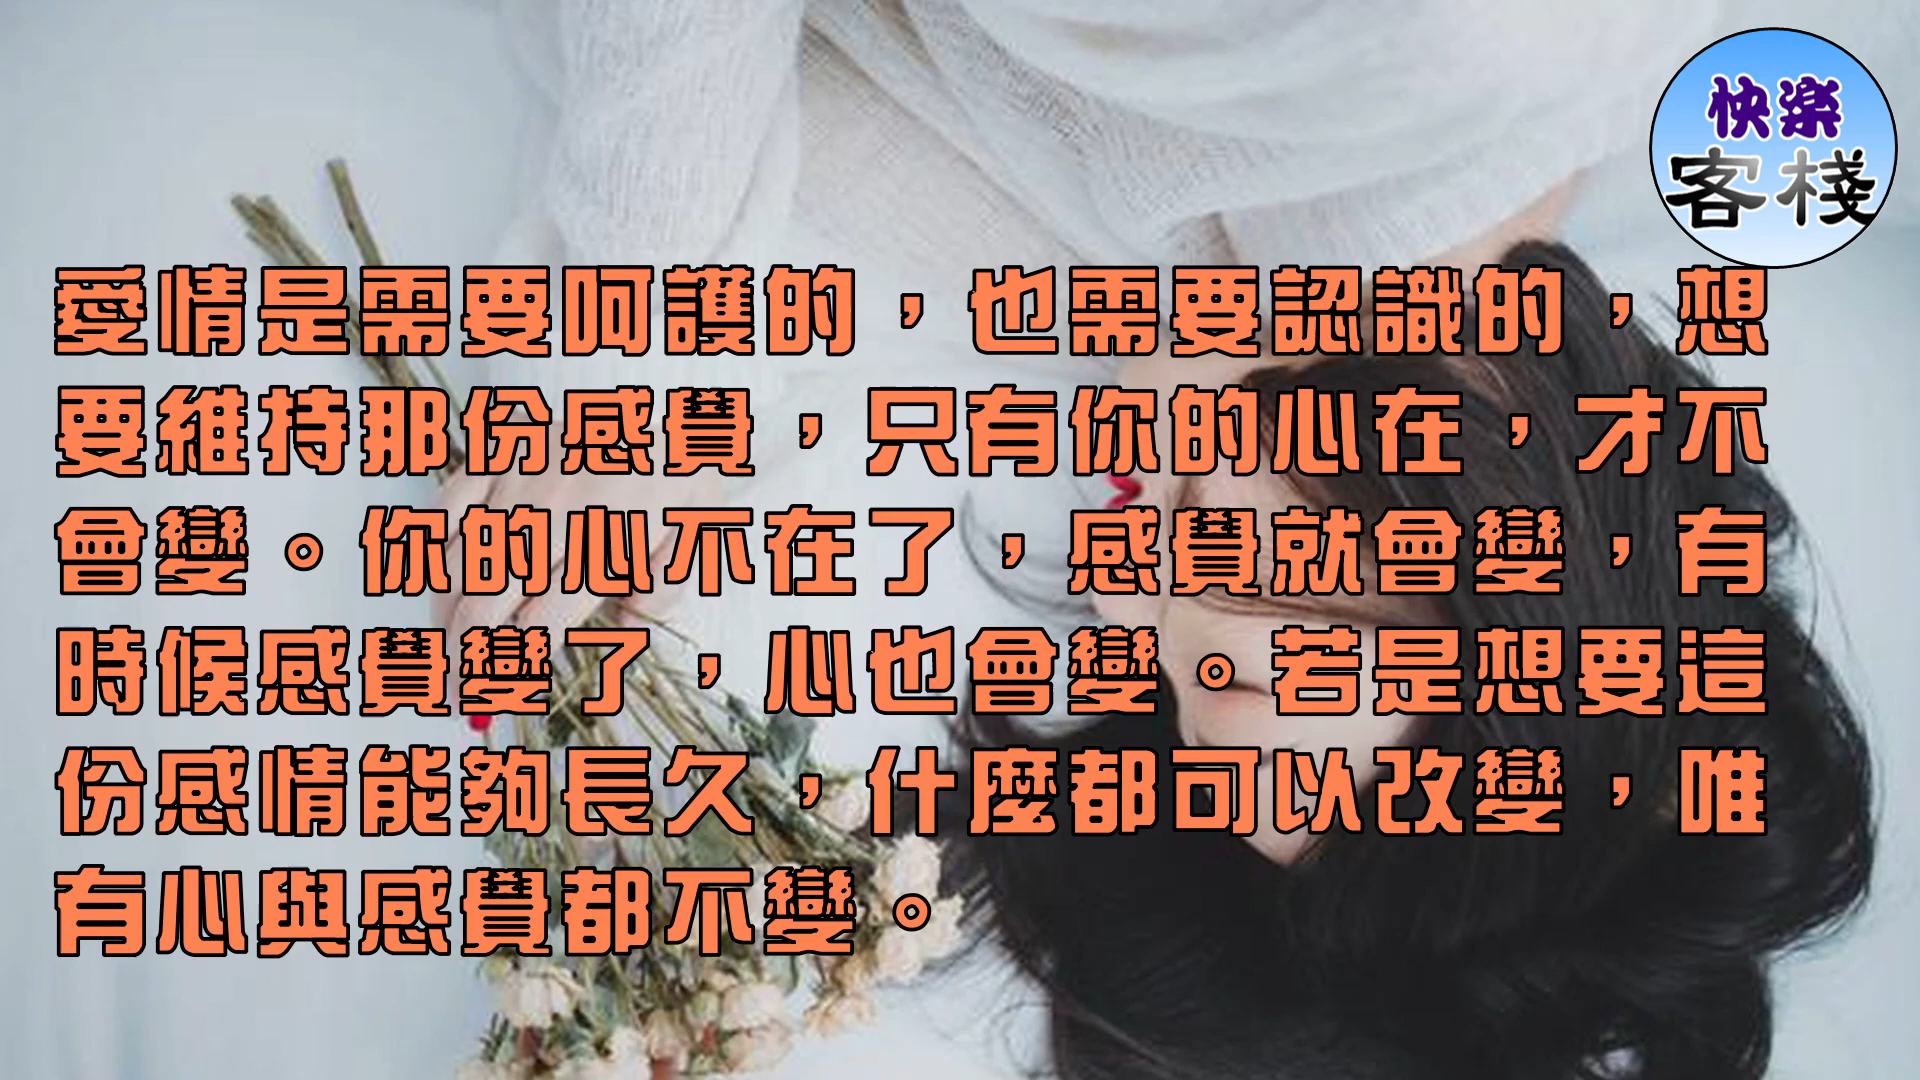 快樂
客棧
愛情是需要呵護的，也需要認識的，想
要維持那份感覺，只有你的心在，才不
會變。你的心不在了，感覺就會變，有
時候感覺變了，心也會變。若是想要這
份感情能夠長久，什麼都可以改變，唯
有心與感覺都不變。